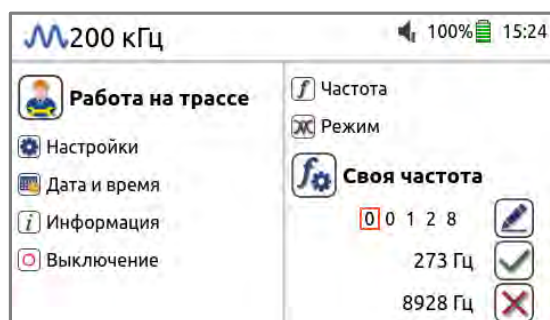 200 кГц
100% 15:24
Работа на трассе
Настройки
Дата и время
i Информация
Выключение
f Частота
Режим
f Своя частота
0 0 1 2 8
273 Гц
8928 Гц